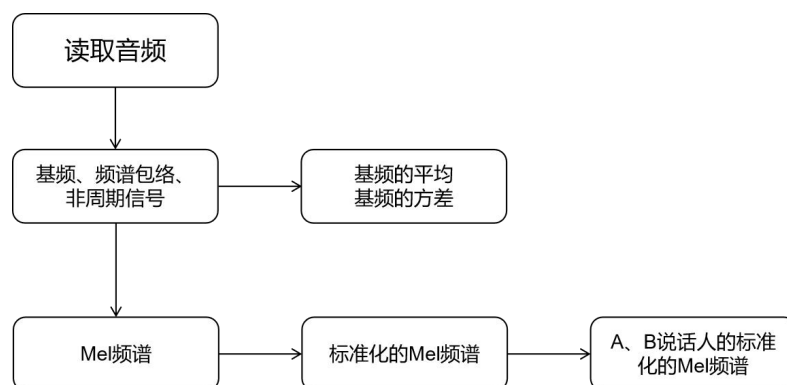 读取音频
基频、频谱包络、
非周期信号
基频的平均
基频的方差
Mel频谱
标准化的Mel频谱
A、B说话人的标准
化的Mel频谱